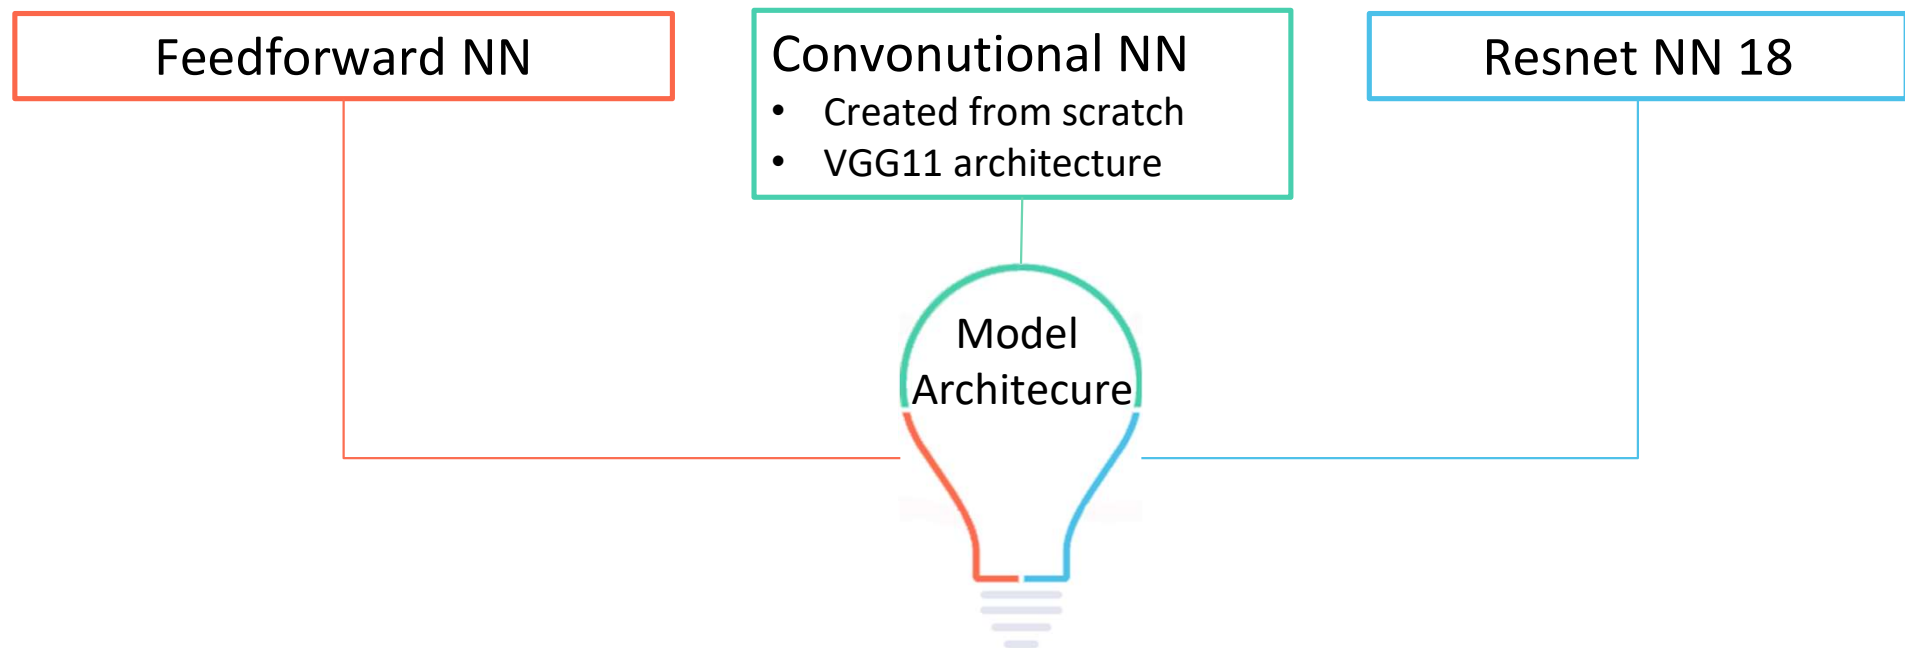 Feedforward NN
Convonutional NN
• Created from scratch
• VGG11 architecture
Resnet NN 18
Model
Architecure